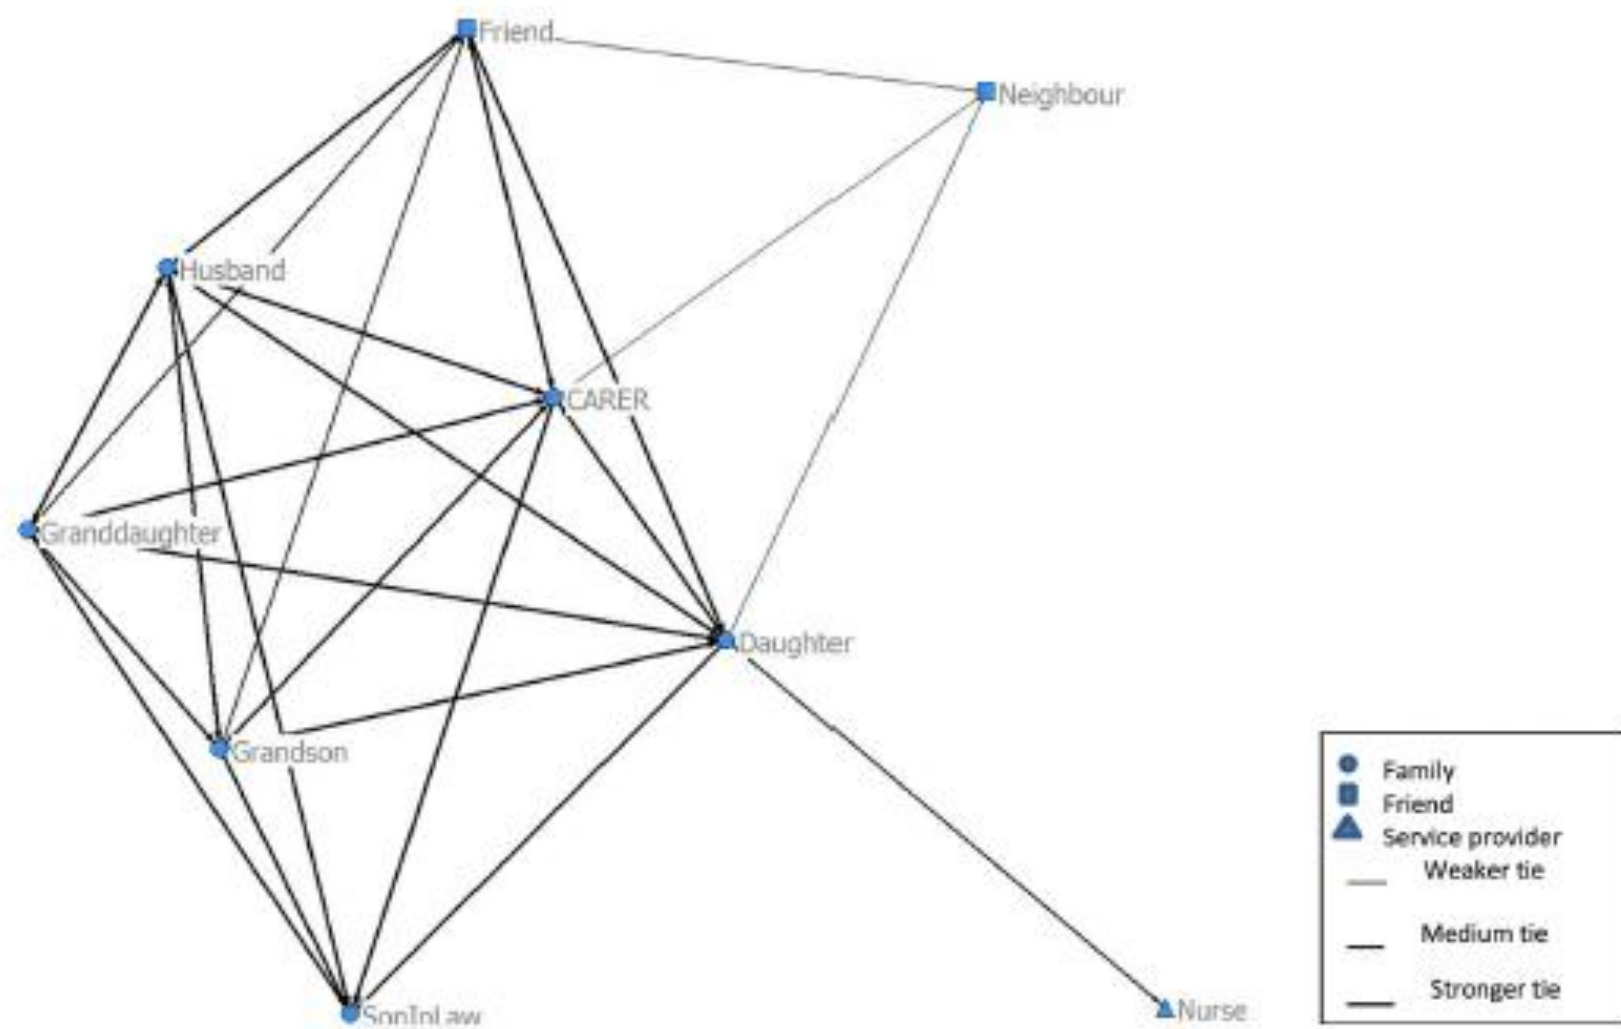 Friend
Neighbour
Husband
CARER
Granddaughter
Daughter
Grandson
SonInLaw
Nurse
Family
Friend
Service provider
Weaker tie
Medium tie
Stronger tie